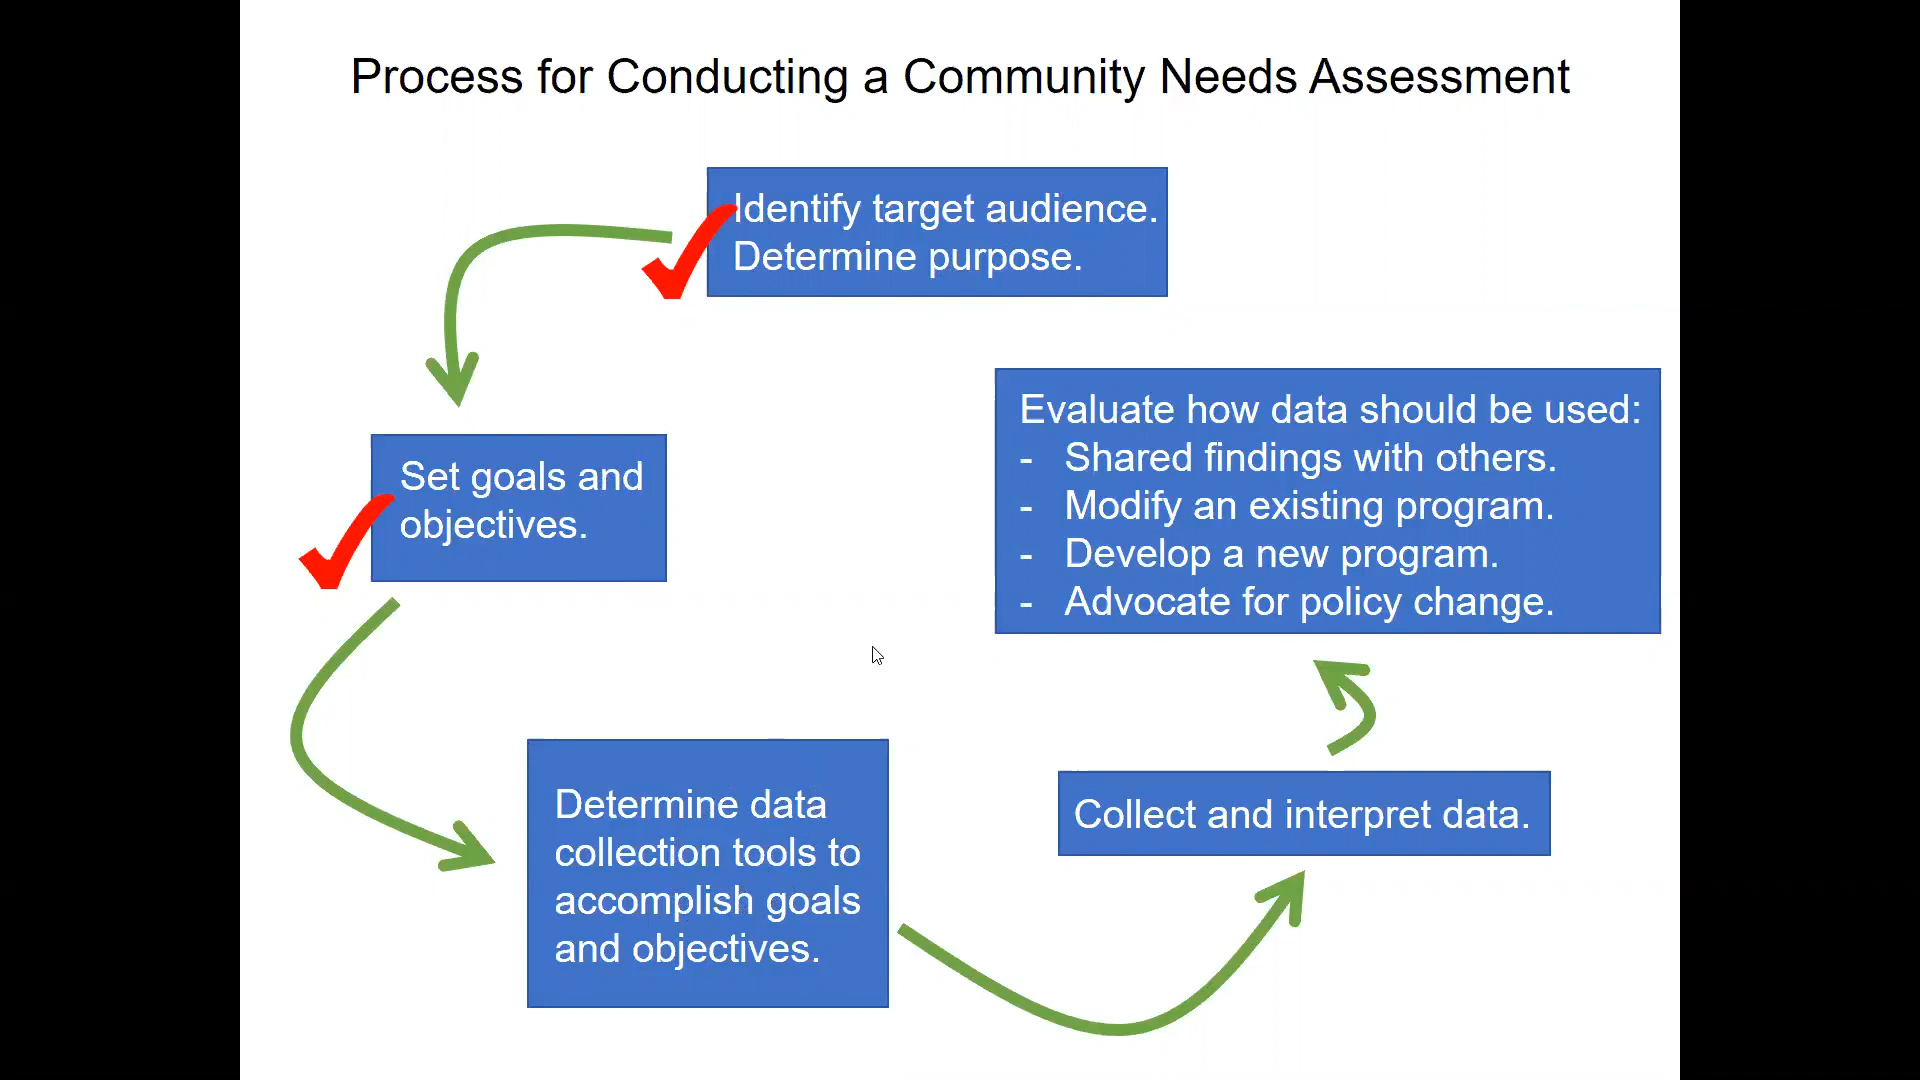 Process for Conducting a Community Needs Assessment
Identify target audience.
Determine purpose.
Set goals and
objectives.
Determine data
collection tools to
accomplish goals
and objectives.
Collect and interpret data.
Evaluate how data should be used:
- Shared findings with others.
- Modify an existing program.
- Develop a new program.
- Advocate for policy change.